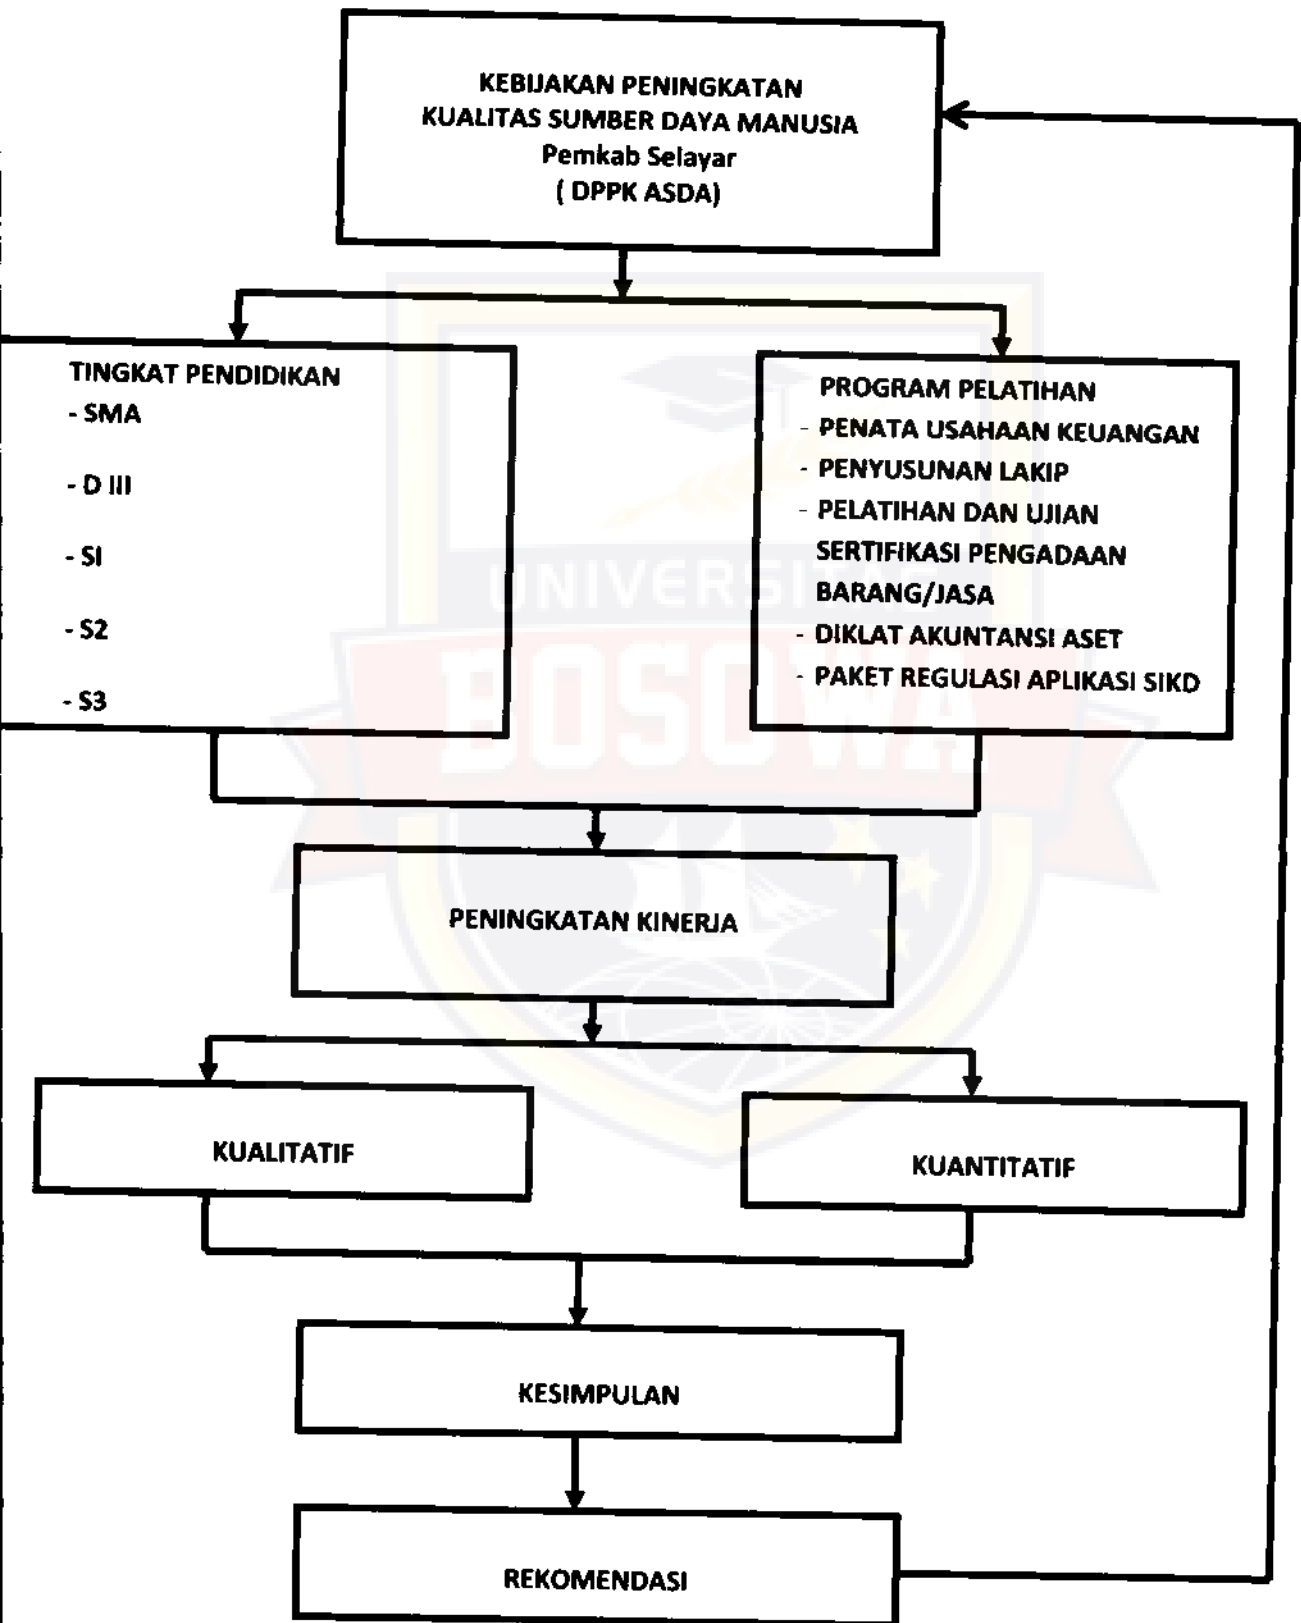 KEBIJAKAN PENINGKATAN
KUALITAS SUMBER DAYA MANUSIA
Pemkab Selayar
( DPPK ASDA)
TINGKAT PENDIDIKAN
- SMA
- D III
- SI
- S2
- S3
PROGRAM PELATIHAN
- PENATA USAHAAN KEUANGAN
- PENYUSUNAN LAKIP
- PELATIHAN DAN UJIAN
SERTIFIKASI PENGADAAN
BARANG/JASA
- DIKLAT AKUNTANSI ASET
- PAKET REGULASI APLIKASI SIKD
UNIVERSITAS
BOSOWA
PENINGKATAN KINERJA
KUALITATIF
KUANTITATIF
KESIMPULAN
REKOMENDASI